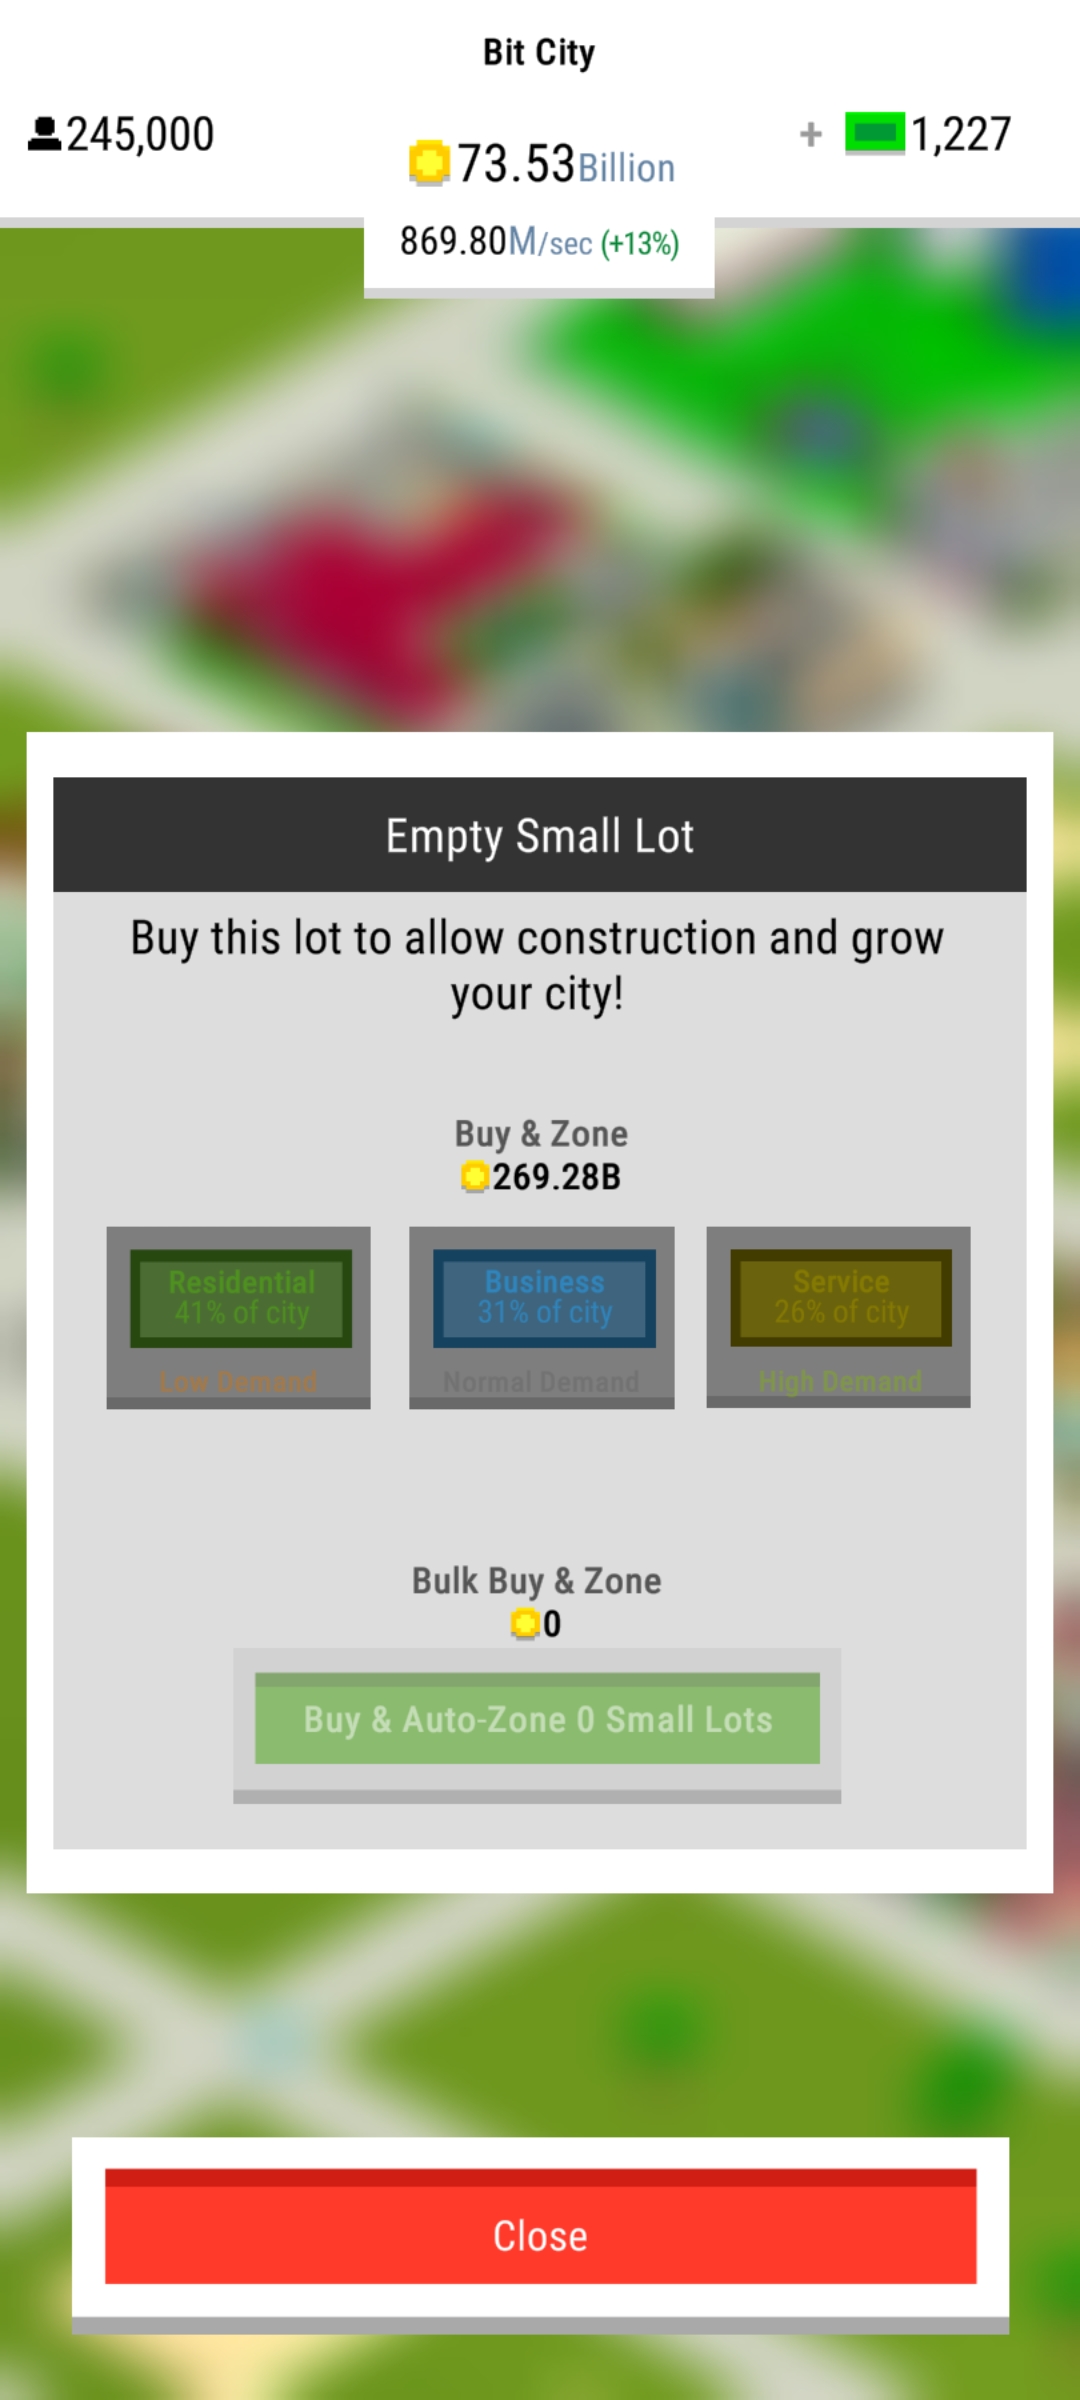 Bit City
245,000
+ 1,227
73.53Billion
869.80M/sec (+13%)
Empty Small Lot
Buy this lot to allow construction and grow
your city!
Buy & Zone
269.28B
Residential
41% of city
Low Demand
Business
31% of city
Normal Demand
Service
26% of city
High Demand
Bulk Buy & Zone
0
Buy & Auto-Zone 0 Small Lots
Close